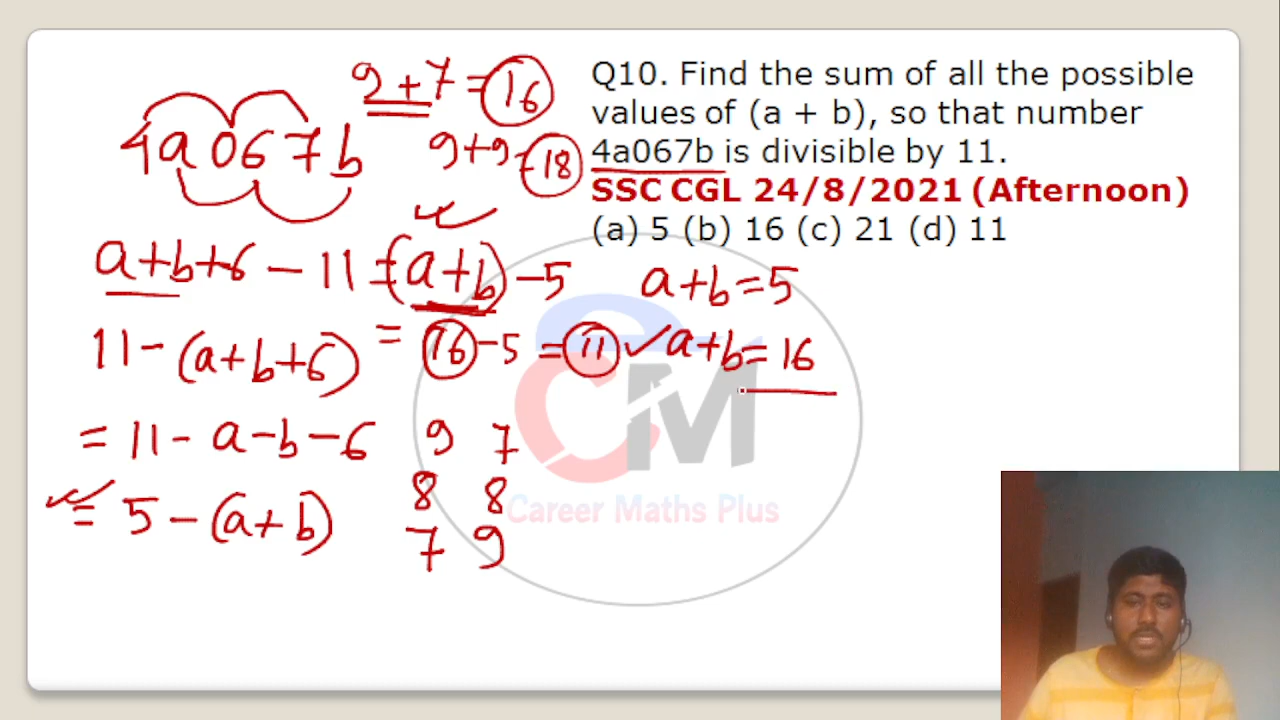 9+7=16
4a067b
9+9=18
a+b+6-11=(a+b)-5
11-(a+b+6) = 16-5=11
=11-a-b-6
=5-(a+b)
9 7
8 8
7 9
Q10. Find the sum of all the possible
values of (a + b), so that number
4a067b is divisible by 11.
SSC CGL 24/8/2021 (Afternoon)
(a) 5 (b) 16 (c) 21 (d) 11
a+b=5
✓a+b=16
CM
Career Maths Plus